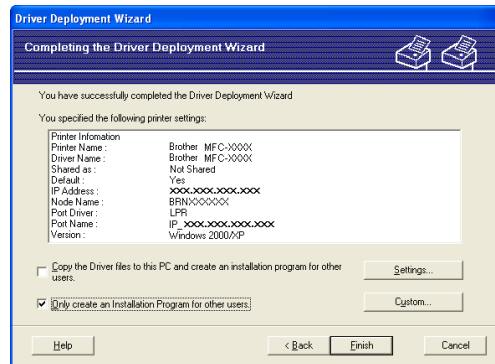 Driver Deployment Wizard
Completing the Driver Deployment Wizard
You have successfully completed the Driver Deployment Wizard
You specified the following printer settings:
Printer Infomation
Printer Name : Brother MFC-XXXX
Driver Name : Brother MFC-XXXX
Shared as : Not Shared
Default : Yes
IP Address : XXX.XXX.XXX.XXX
Node Name : BRNXXXXXX
Port Driver : LPR
Port Name : IP_XXX.XXX.XXX.XXX
Version : Windows 2000/XP
Copy the Driver files to this PC and create an installation program for other
users.
Settings...
Only create an Installation Program for other users.
Custom...
Help
< Back
Finish
Cancel